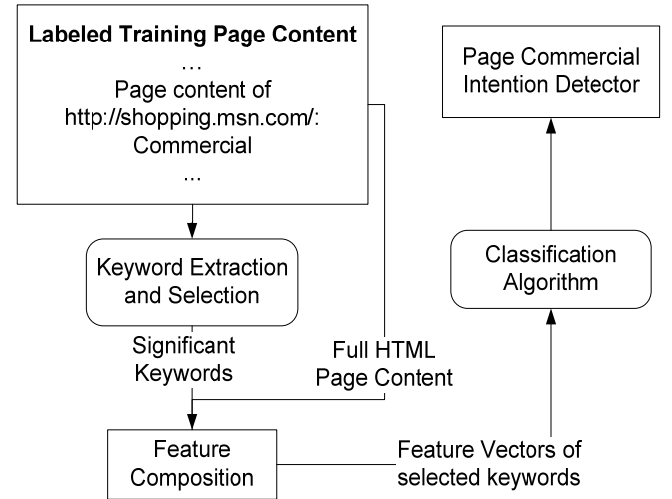 Labeled Training Page Content
…
Page content of
http://shopping.msn.com/:
Commercial
...
Keyword Extraction
and Selection
Significant
Keywords
Full HTML
Page Content
Feature
Composition
Feature Vectors of
selected keywords
Classification
Algorithm
Page Commercial
Intention Detector